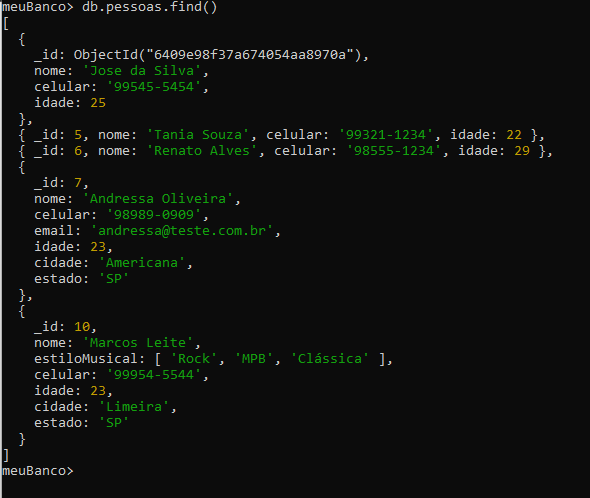 meuBanco> db.pessoas.find()
[
  {
    _id: ObjectId("6409e98f37a674054aa8970a"),
    nome: 'Jose da Silva',
    celular: '99545-5454',
    idade: 25
  },
  { _id: 5, nome: 'Tania Souza', celular: '99321-1234', idade: 22 },
  { _id: 6, nome: 'Renato Alves', celular: '98555-1234', idade: 29 },
  {
    _id: 7,
    nome: 'Andressa Oliveira',
    celular: '98989-0909',
    email: 'andressa@teste.com.br',
    idade: 23,
    cidade: 'Americana',
    estado: 'SP'
  },
  {
    _id: 10,
    nome: 'Marcos Leite',
    estiloMusical: [ 'Rock', 'MPB', 'Clássica' ],
    celular: '99954-5544',
    idade: 23,
    cidade: 'Limeira',
    estado: 'SP'
  }
]
meuBanco>